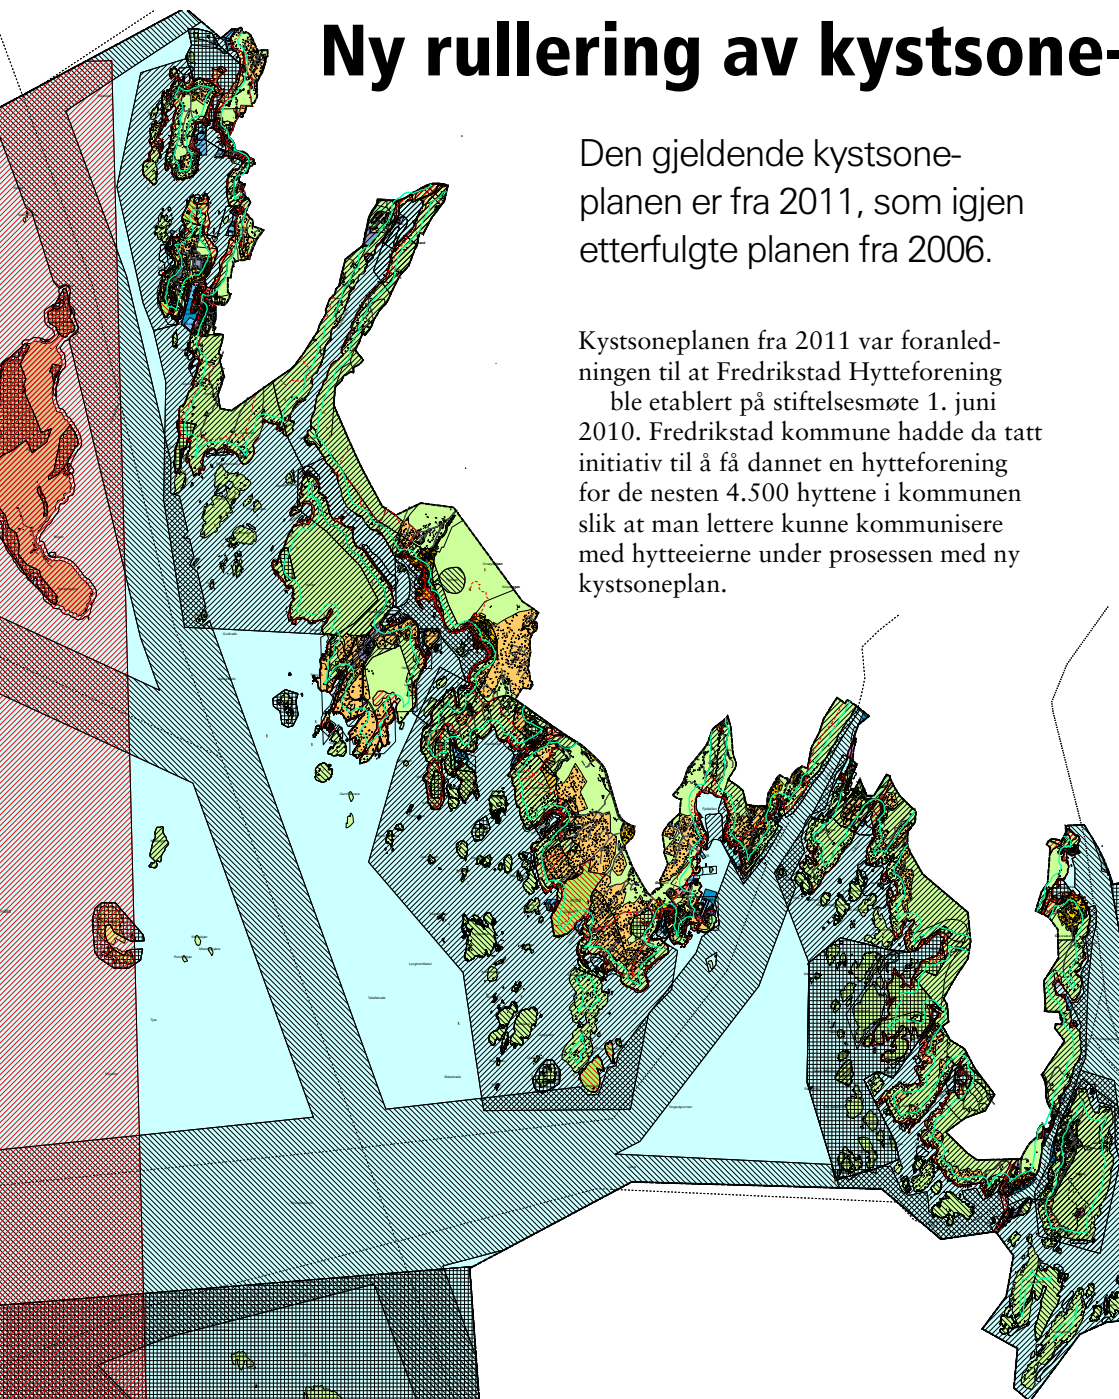 Ny rullering av kystsone-
Den gjeldende kystsone-
planen er fra 2011, som igjen
etterfulgte planen fra 2006.
Kystsoneplanen fra 2011 var foranled-
ningen til at Fredrikstad Hytteforening
ble etablert på stiftelsesmøte 1. juni
2010. Fredrikstad kommune hadde da tatt
initiativ til å få dannet en hytteforening
for de nesten 4.500 hyttene i kommunen
slik at man lettere kunne kommunisere
med hytteeierne under prosessen med ny
kystsoneplan.